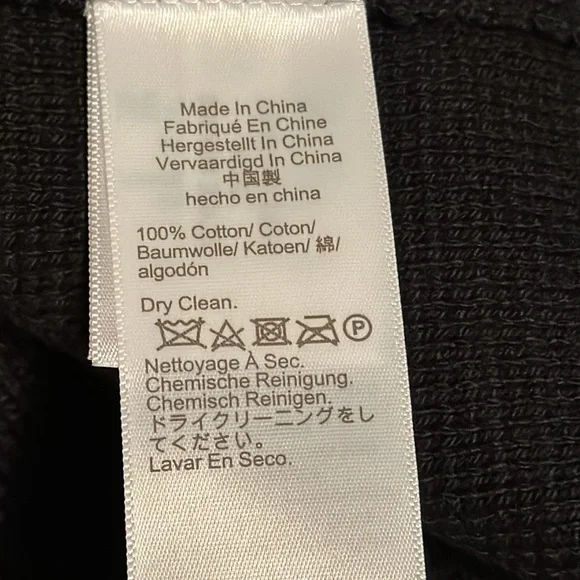 Made In China
Fabriqué En Chine
Hergestellt In China
Vervaardigd In China
中国製
hecho en china
100% Cotton/ Coton/
Baumwolle/ Katoen/ 綿/
algodón
Dry Clean.
P
Nettoyage À Sec.
Chemische Reinigung.
Chemisch Reinigen.
ドライクリーニングをし
てください。
Lavar En Seco.